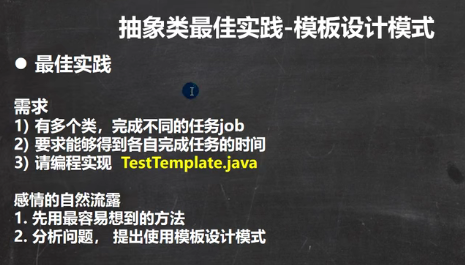 抽象类最佳实践-模板设计模式
● 最佳实践
需求
1) 有多个类，完成不同的任务job
2) 要求能够得到各自完成任务的时间
3) 请编程实现 TestTemplate.java
感情的自然流露
1. 先用最容易想到的方法
2. 分析问题， 提出使用模板设计模式